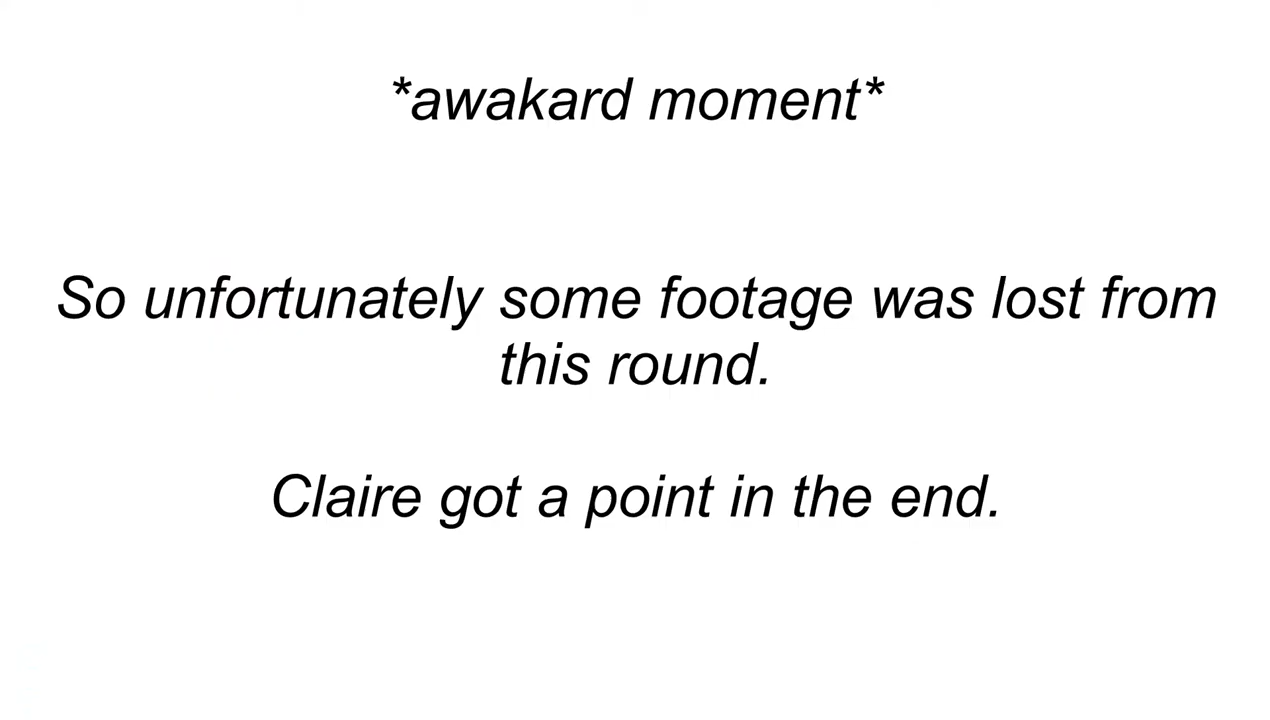 *awakard moment*
So unfortunately some footage was lost from
this round.
Claire got a point in the end.